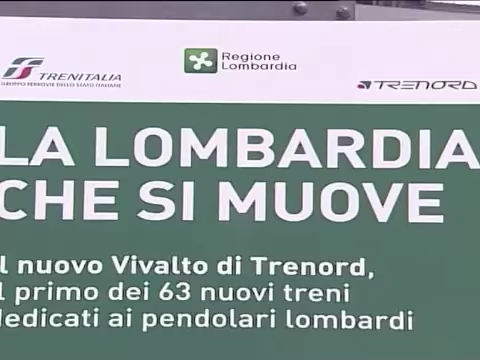 TRENITALIA
GRUPPO FERROVIE DELLO STATO ITALIANE
Regione
Lombardia
TRENORD
LA LOMBARDIA
CHE SI MUOVE
l nuovo Vivalto di Trenord,
l primo dei 63 nuovi treni
dedicati ai pendolari lombardi